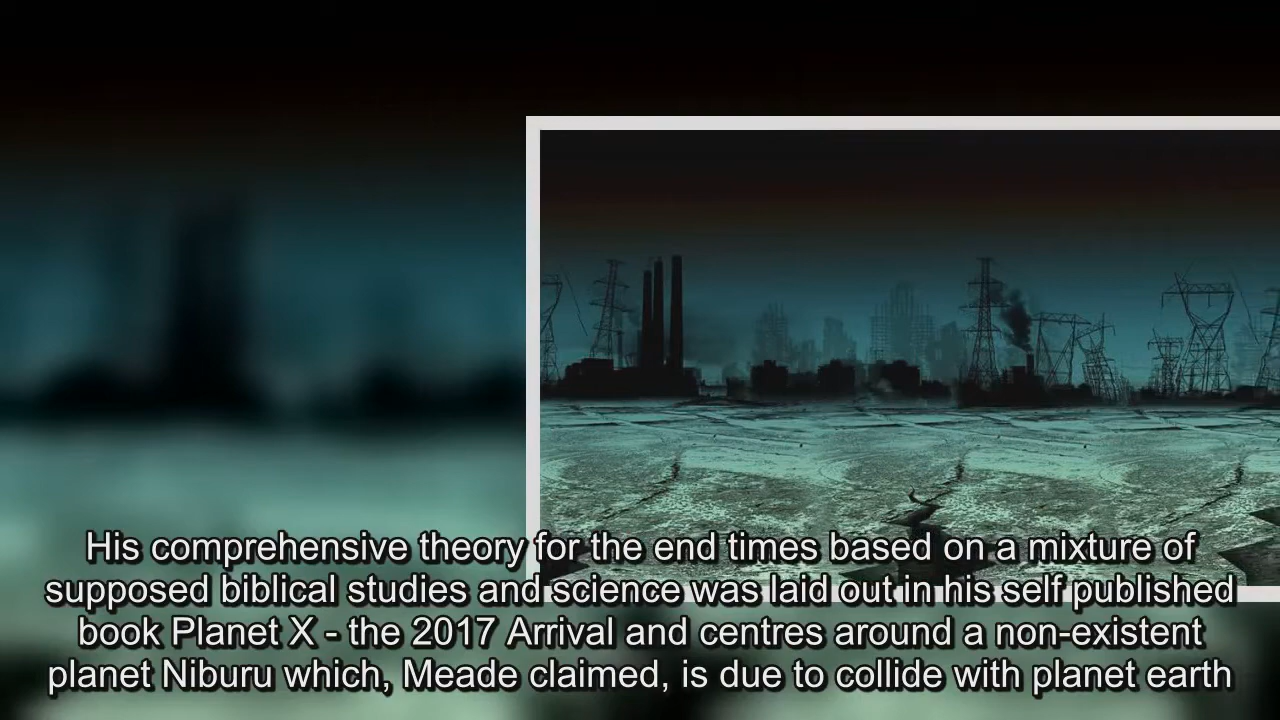 His comprehensive theory for the end times based on a mixture of
supposed biblical studies and science was laid out in his self published
book Planet X - the 2017 Arrival and centres around a non-existent
planet Niburu which, Meade claimed, is due to collide with planet earth